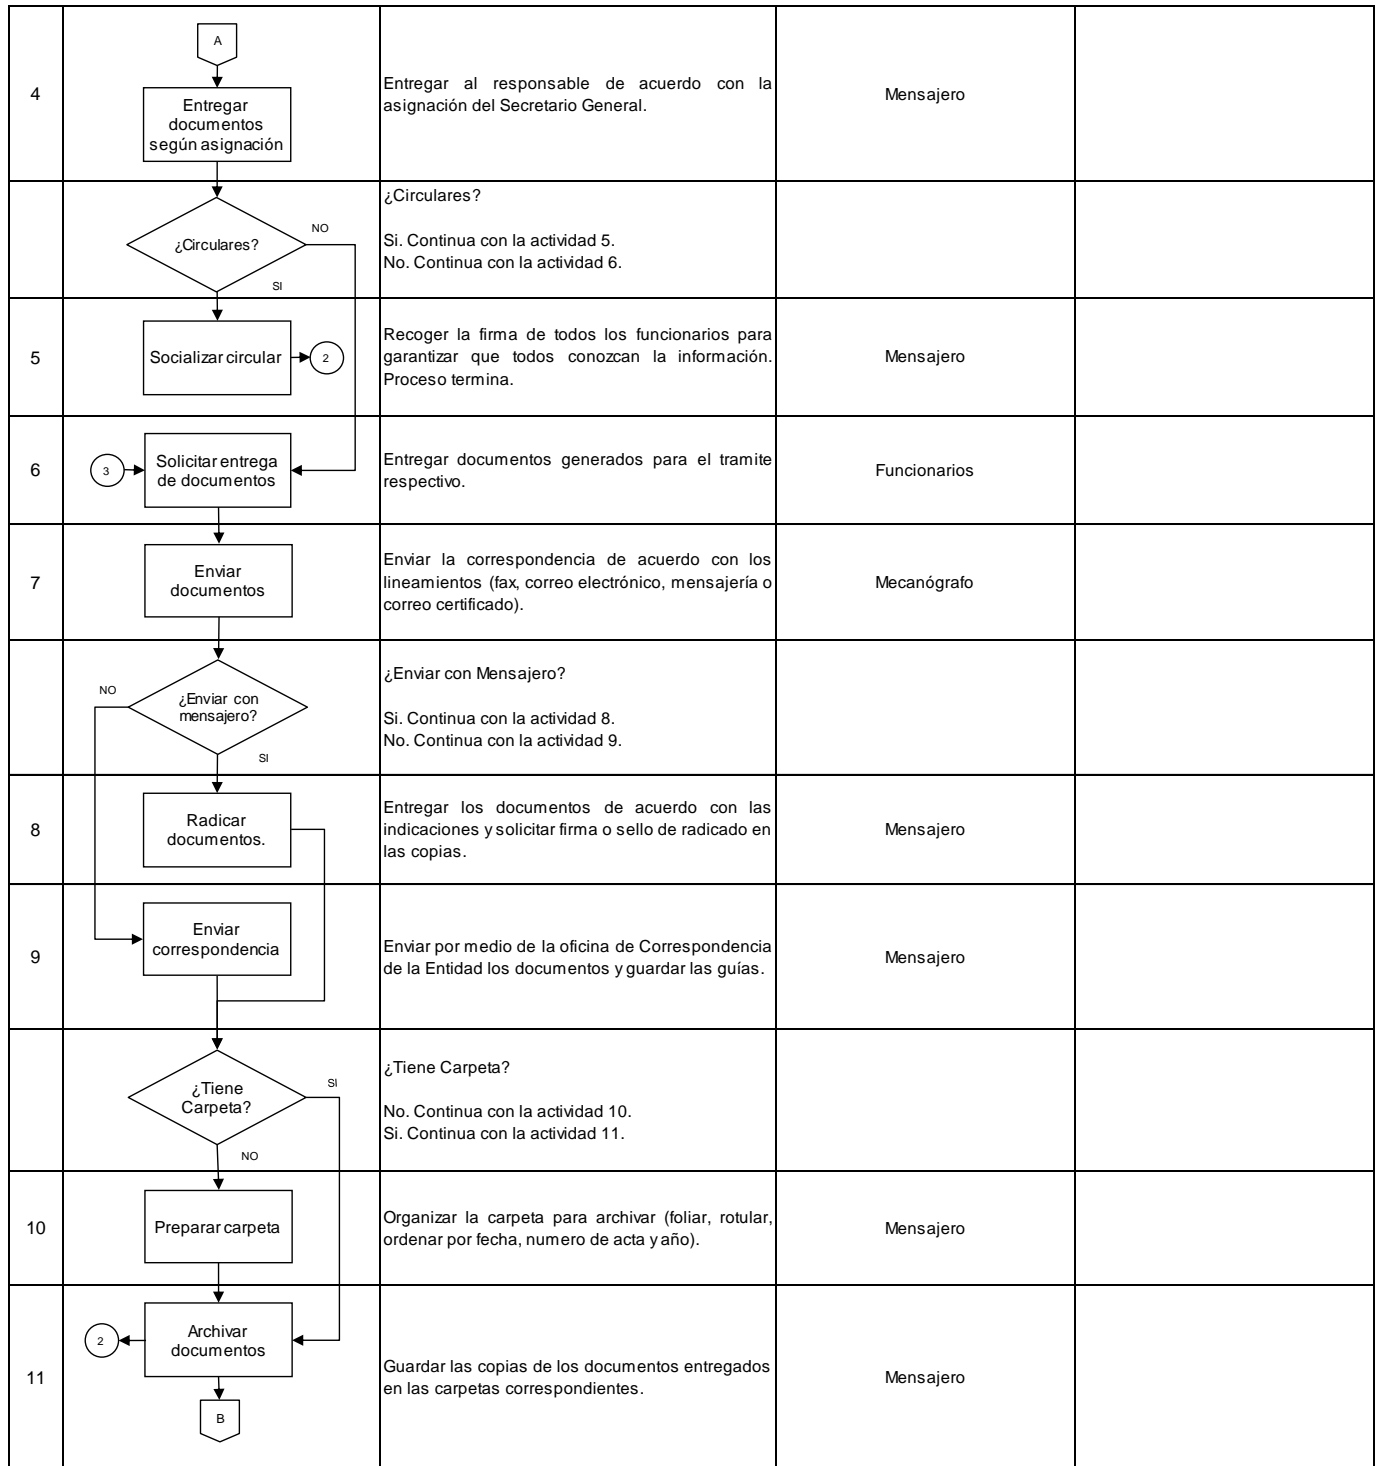 A
4
Entregar
documentos
según asignación
Entregar al responsable de acuerdo con la
asignación del Secretario General.
Mensajero
¿Circulares?
NO
SI
¿Circulares?
Si. Continua con la actividad 5.
No. Continua con la actividad 6.
5
Socializar circular
2
Recoger la firma de todos los funcionarios para
garantizar que todos conozcan la información.
Proceso termina.
Mensajero
6
3
Solicitar entrega
de documentos
Entregar documentos generados para el tramite
respectivo.
Funcionarios
7
Enviar
documentos
Enviar la correspondencia de acuerdo con los
lineamientos (fax, correo electrónico, mensajería o
correo certificado).
Mecanógrafo
NO
¿Enviar con
mensajero?
SI
¿Enviar con Mensajero?
Si. Continua con la actividad 8.
No. Continua con la actividad 9.
8
Radicar
documentos.
Entregar los documentos de acuerdo con las
indicaciones y solicitar firma o sello de radicado en
las copias.
Mensajero
9
Enviar
correspondencia
Enviar por medio de la oficina de Correspondencia
de la Entidad los documentos y guardar las guías.
Mensajero
¿Tiene
Carpeta?
SI
NO
¿Tiene Carpeta?
No. Continua con la actividad 10.
Si. Continua con la actividad 11.
10
Preparar carpeta
Organizar la carpeta para archivar (foliar, rotular,
ordenar por fecha, numero de acta y año).
Mensajero
11
2
Archivar
documentos
B
Guardar las copias de los documentos entregados
en las carpetas correspondientes.
Mensajero